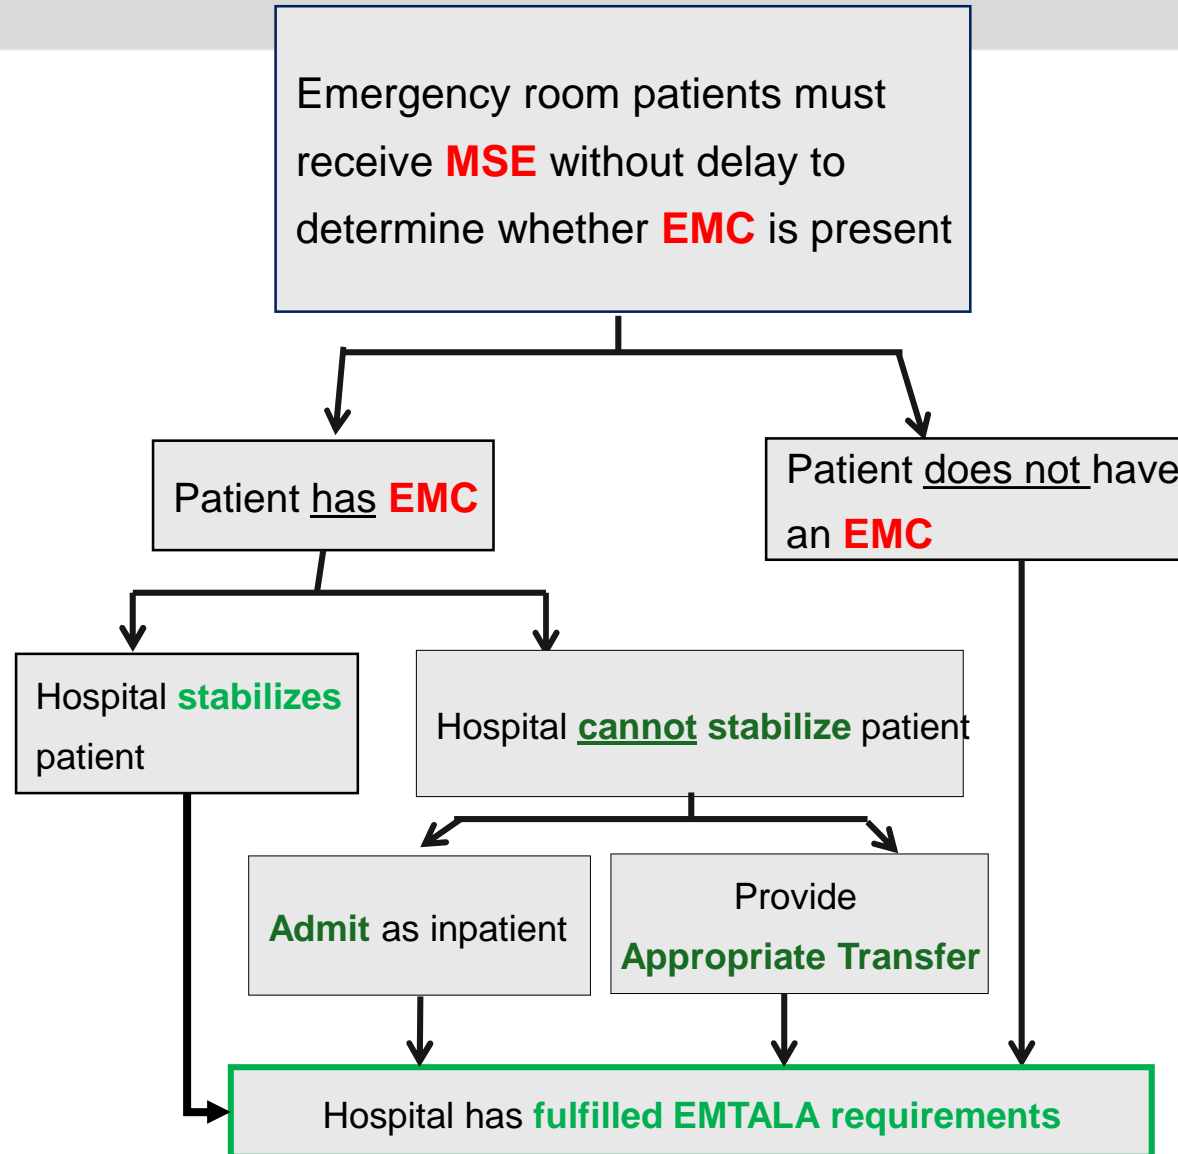 Emergency room patients must
receive MSE without delay to
determine whether EMC is present
Patient has EMC
Patient does not have
an EMC
Hospital stabilizes
patient
Hospital cannot stabilize patient
Admit as inpatient
Provide
Appropriate Transfer
Hospital has fulfilled EMTALA requirements